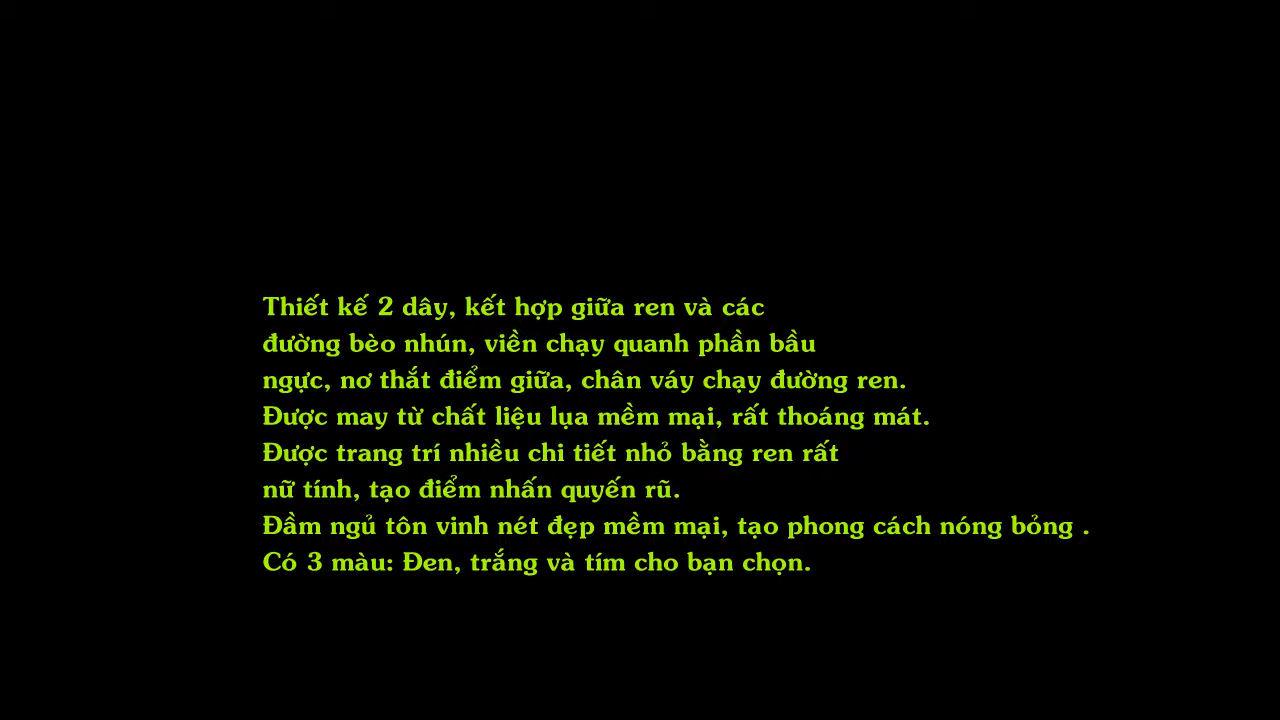 Thiết kế 2 dây, kết hợp giữa ren và các
đường bèo nhún, viền chạy quanh phần bầu
ngực, nơ thắt điểm giữa, chân váy chạy đường ren.
Được may từ chất liệu lụa mềm mại, rất thoáng mát.
Được trang trí nhiều chi tiết nhỏ bằng ren rất
nữ tính, tạo điểm nhấn quyến rũ.
Đầm ngủ tôn vinh nét đẹp mềm mại, tạo phong cách nóng bỏng .
Có 3 màu: Đen, trắng và tím cho bạn chọn.